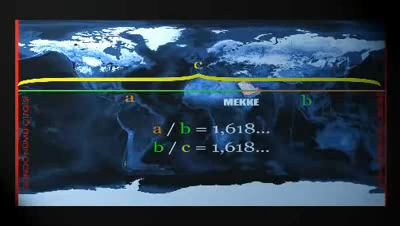 c
a
b
MEKKE
a / b = 1,618...
b / c = 1,618...